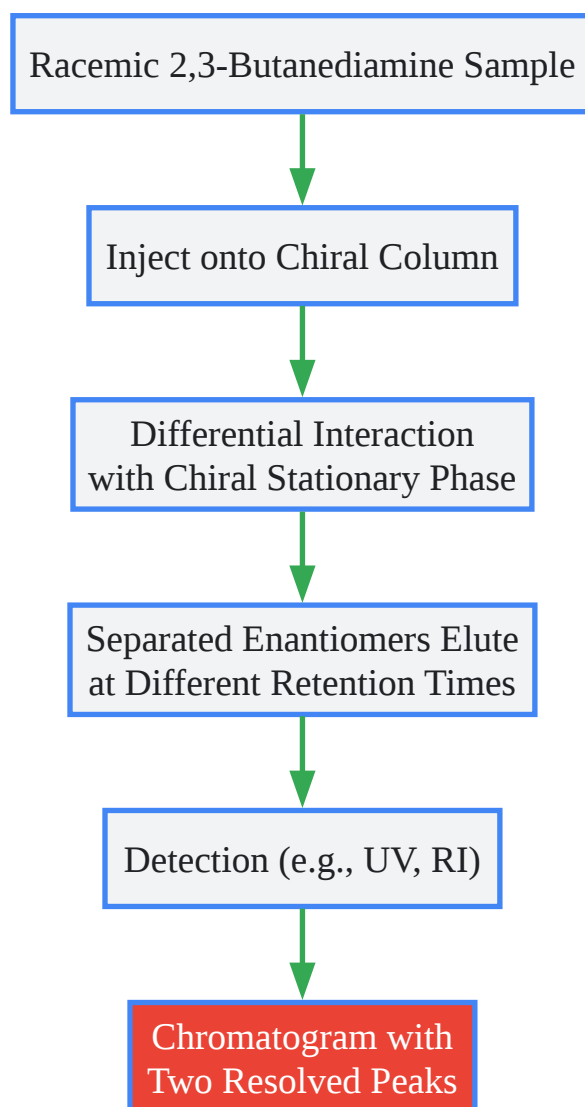 Racemic 2,3-Butanediamine Sample
Inject onto Chiral Column
Differential Interaction
with Chiral Stationary Phase
Separated Enantiomers Elute
at Different Retention Times
Detection (e.g., UV, RI)
Chromatogram with
Two Resolved Peaks